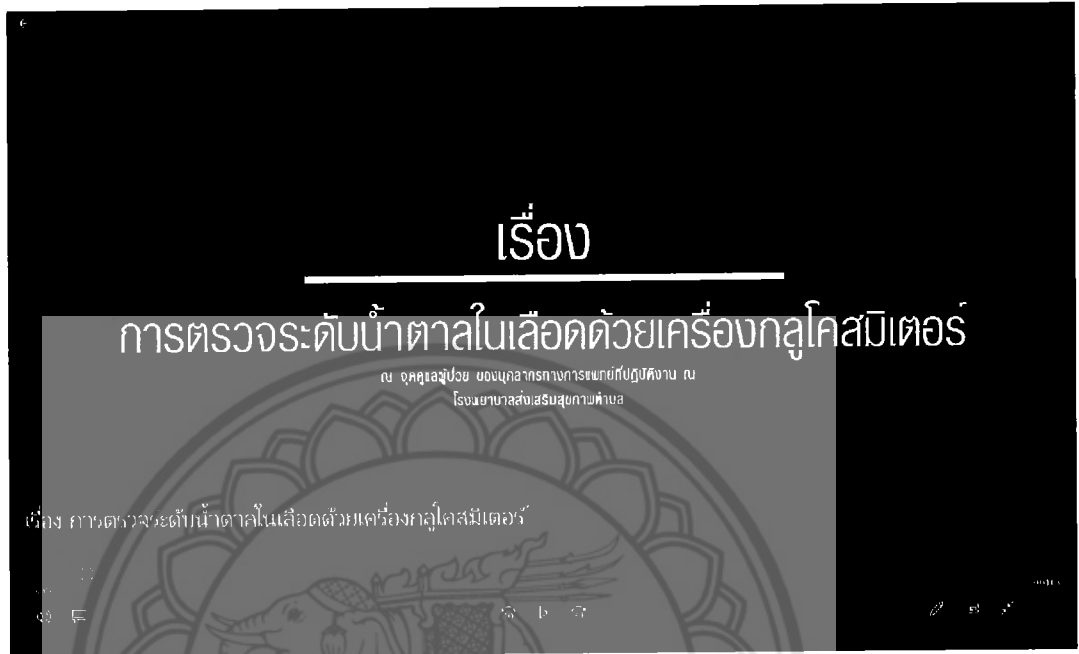 เรื่อง
การตรวจระดับน้ำตาลในเลือดด้วยเครื่องกลูโคสมิเตอร์
ณ จุดดูแลผู้ป่วย ของบุคลากรทางการแพทย์ที่ปฏิบัติงาน ณ
โรงพยาบาลส่งเสริมสุขภาพตำบล
เรื่อง การตรวจระดับน้ำตาลในเลือดด้วยเครื่องกลูโคสมิเตอร์